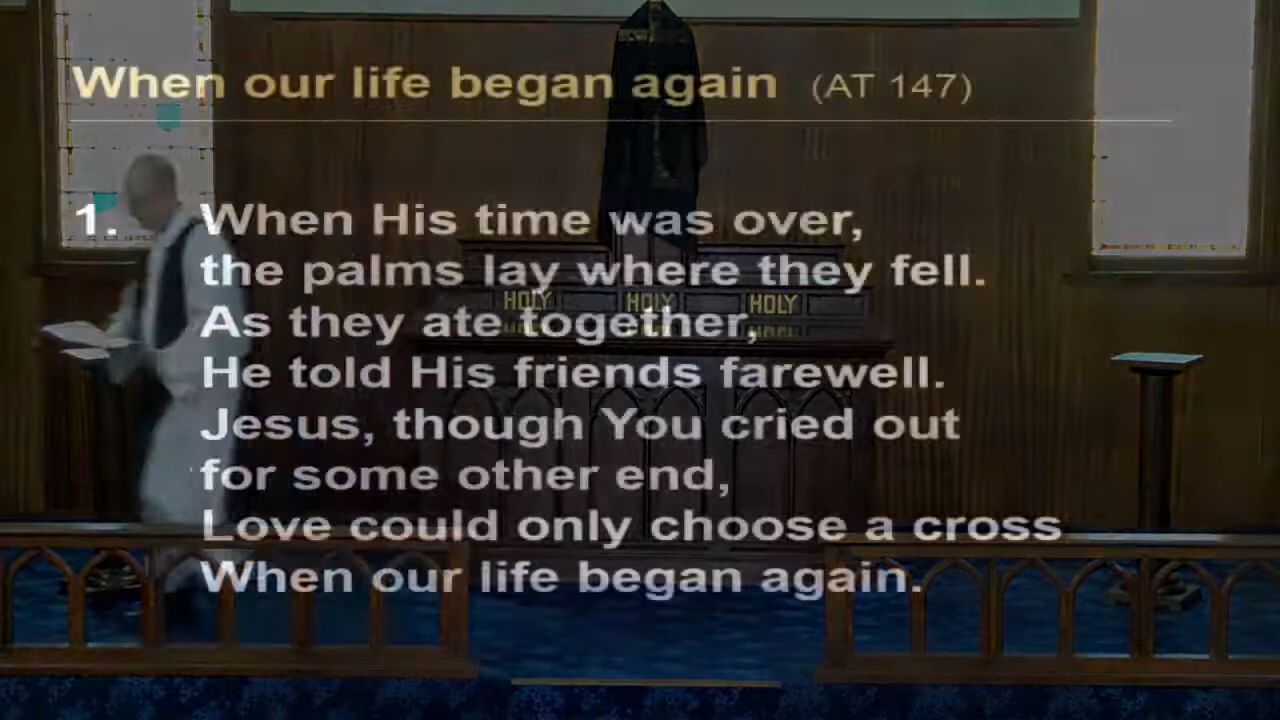 When our life began again (AT 147)
1. When His time was over,
the palms lay where they fell.
As they ate together,
He told His friends farewell.
Jesus, though You cried out
for some other end,
Love could only choose a cross
When our life began again.
HOLY HOLY HOLY